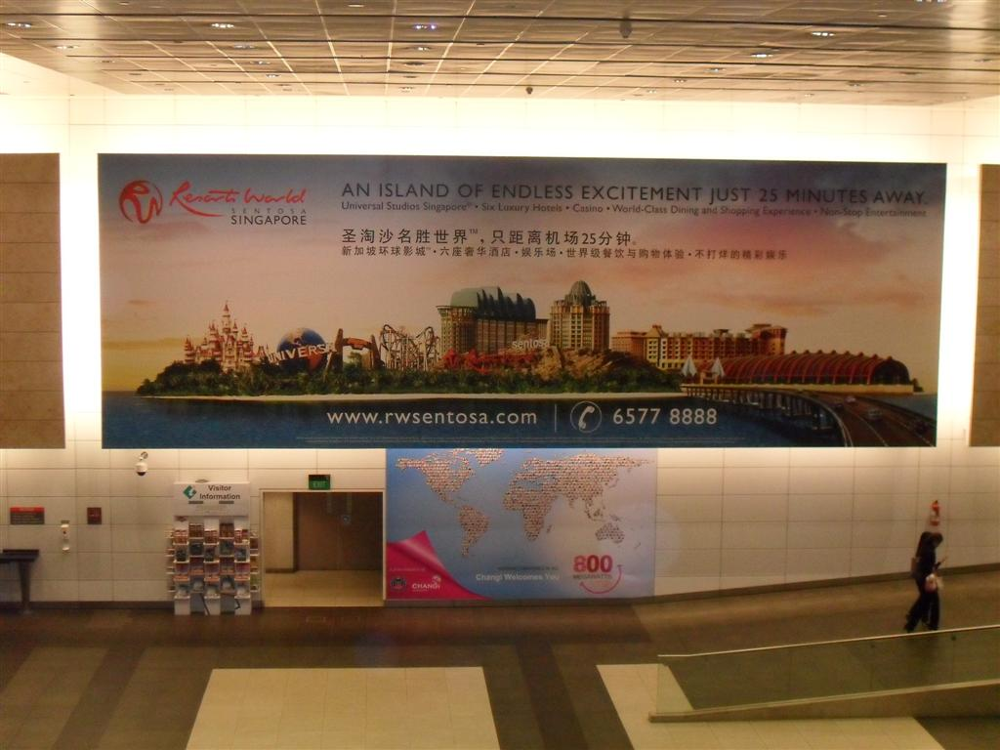 Resorts World
SENTOSA
SINGAPORE
AN ISLAND OF ENDLESS EXCITEMENT JUST 25 MINUTES AWAY.
Universal Studios Singapore® • Six Luxury Hotels • Casino • World-Class Dining and Shopping Experience • Non-Stop Entertainment
圣淘沙名胜世界™，只距离机场25分钟。
新加坡环球影城™·六座奢华酒店·娱乐场·世界级餐饮与购物体验·不打烊的精彩娱乐
UNIVERS
sentosa
www.rwsentosa.com | 6577 8888
EXIT
Visitor
Information
Changi Welcomes You
800
MEGAWATTS
CHANGi